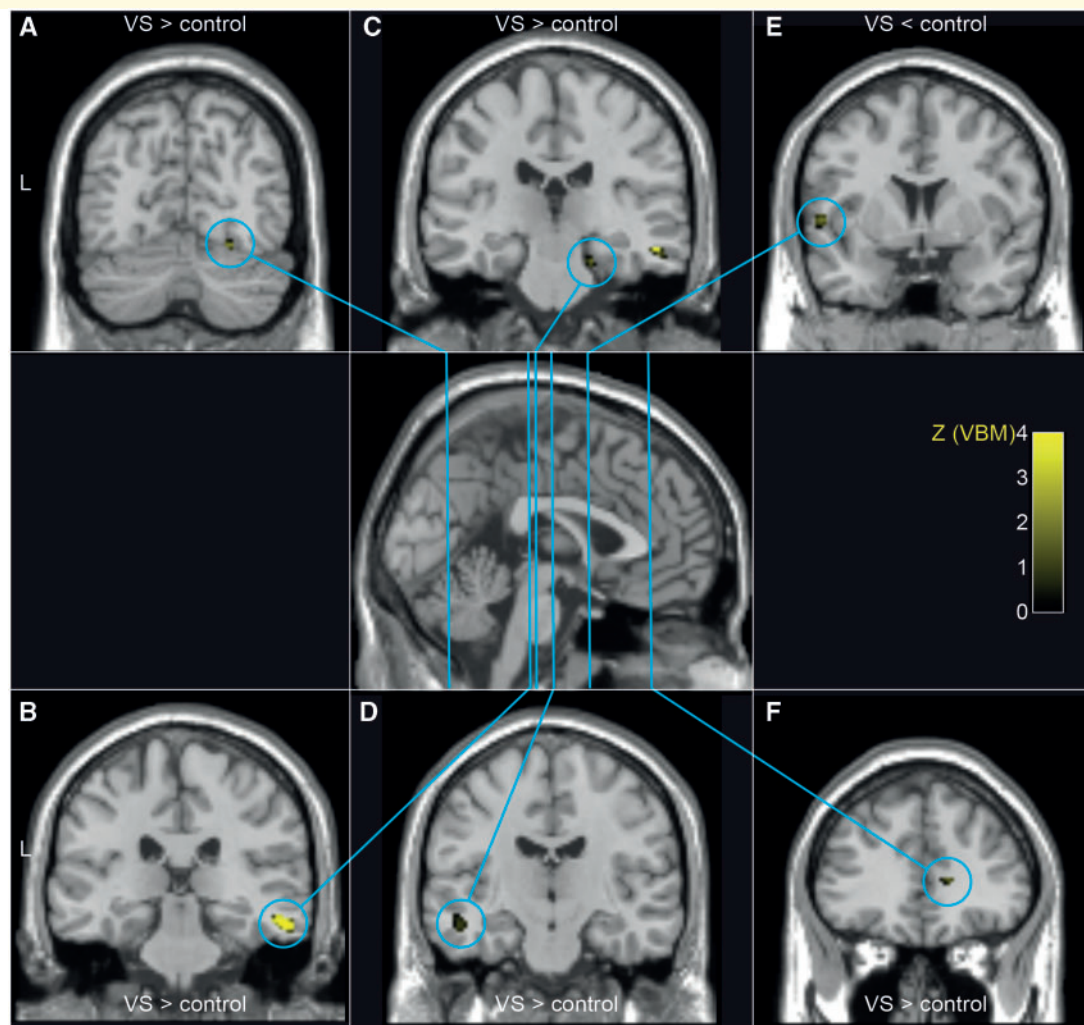 A VS > control
C VS > control
E VS < control
L
Z (VBM) 4
3
2
1
0
B
D
F
L
VS > control
VS > control
VS > control